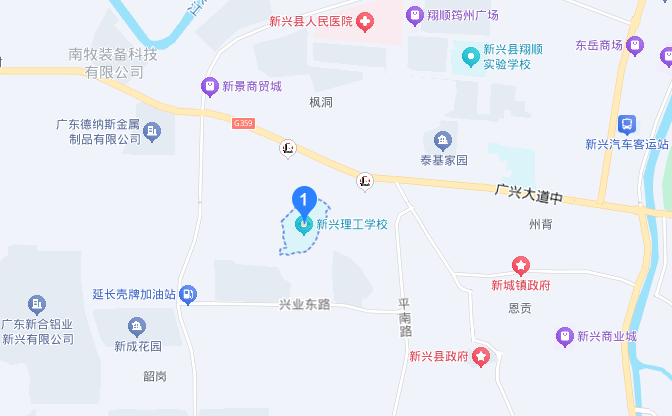 新兴县人民医院
翔顺筠州广场
新兴县翔顺
实验学校
东岳商场
南牧装备科技
有限公司
新景商贸城
枫洞
广东德纳斯金属
制品有限公司
G359
泰基家园
新兴汽车客运站
广兴大道中
1
新兴理工学校
州背
新城镇政府
延长壳牌加油站
兴业东路
平南路
恩贡
广东新合铝业
新兴有限公司
新成花园
新兴商业城
新兴县政府
韶岗